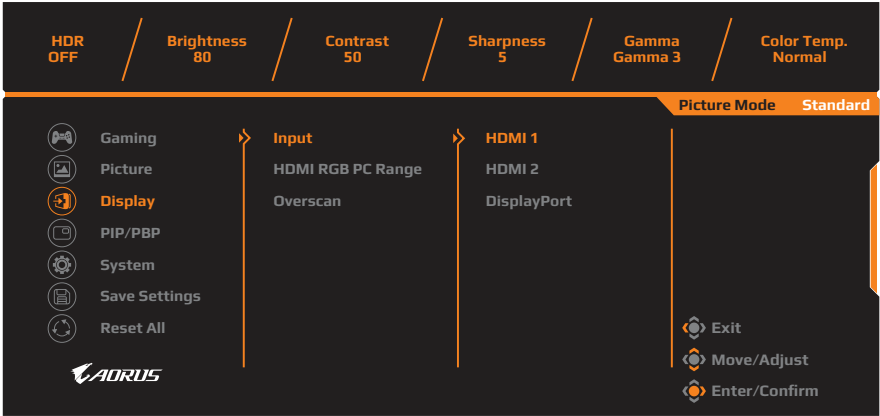 HDR Brightness Contrast Sharpness Gamma Color Temp.
OFF 80 50 5 Gamma 3 Normal
Picture Mode Standard
Gaming Input HDMI 1
Picture HDMI RGB PC Range HDMI 2
Display Overscan DisplayPort
PIP/PBP
System
Save Settings
Reset All Exit
Move/Adjust
AORUS
Enter/Confirm